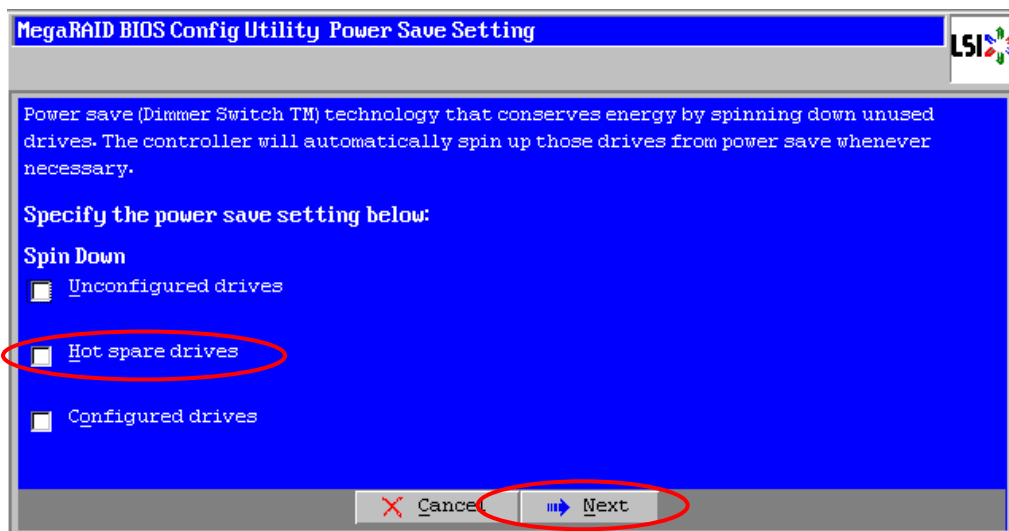 MegaRAID BIOS Config Utility Power Save Setting
LSI
Power save (Dimmer Switch TM) technology that conserves energy by spinning down unused
drives. The controller will automatically spin up those drives from power save whenever
necessary.
Specify the power save setting below:
Spin Down
Unconfigured drives
Hot spare drives
Configured drives
Cancel
Next